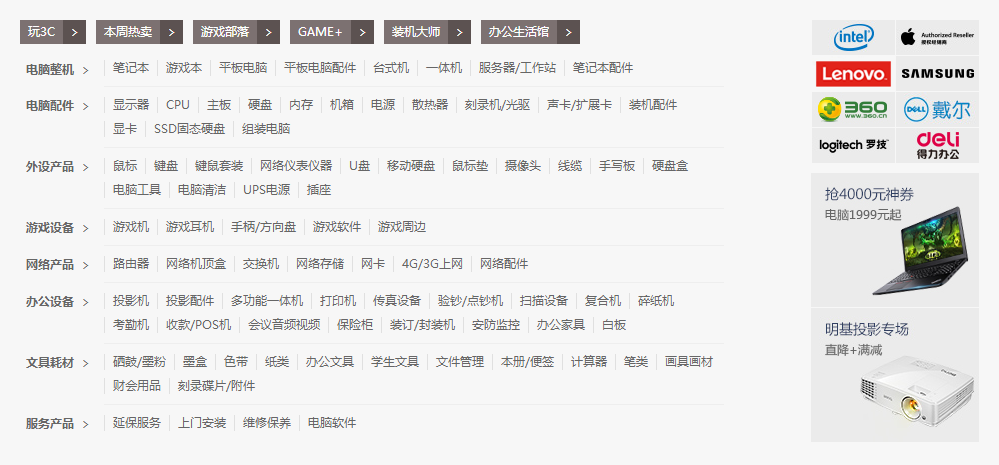 玩3C > 本周热卖 > 游戏部落 > GAME+ > 装机大师 > 办公生活馆 >
电脑整机 > 笔记本 游戏本 平板电脑 平板电脑配件 台式机 一体机 服务器/工作站 笔记本配件
电脑配件 > 显示器 CPU 主板 硬盘 内存 机箱 电源 散热器 刻录机/光驱 声卡/扩展卡 装机配件
显卡 SSD固态硬盘 组装电脑
外设产品 > 鼠标 键盘 键鼠套装 网络仪表仪器 U盘 移动硬盘 鼠标垫 摄像头 线缆 手写板 硬盘盒
电脑工具 电脑清洁 UPS电源 插座
游戏设备 > 游戏机 游戏耳机 手柄/方向盘 游戏软件 游戏周边
网络产品 > 路由器 网络机顶盒 交换机 网络存储 网卡 4G/3G上网 网络配件
办公设备 > 投影机 投影配件 多功能一体机 打印机 传真设备 验钞/点钞机 扫描设备 复合机 碎纸机
考勤机 收款/POS机 会议音频视频 保险柜 装订/封装机 安防监控 办公家具 白板
文具耗材 > 硒鼓/墨粉 墨盒 色带 纸类 办公文具 学生文具 文件管理 本册/便签 计算器 笔类 画具画材
财会用品 刻录碟片/附件
服务产品 > 延保服务 上门安装 维修保养 电脑软件
intel
Authorized Reseller
授权经销商
Lenovo
SAMSUNG
360
WWW.360.CN
DELL 戴尔
logitech 罗技
deli
得力办公
抢4000元神券
电脑1999元起
明基投影专场
直降+满减
BenQ